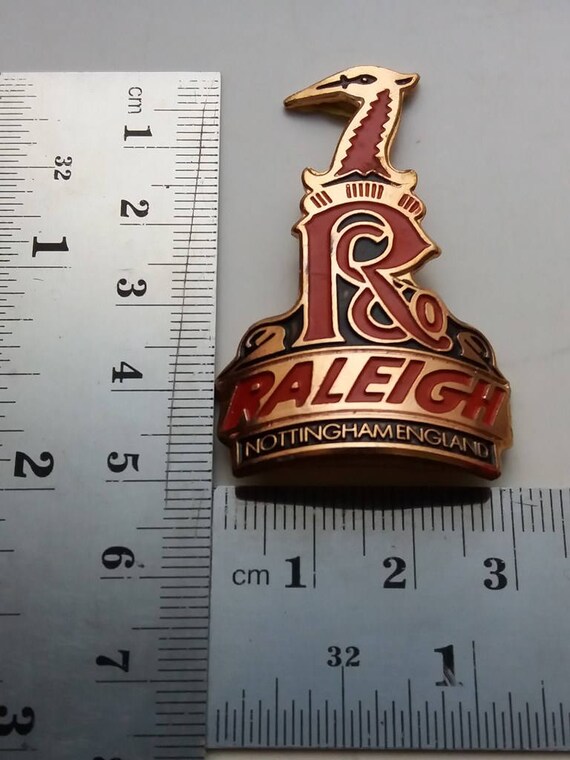 R Co
RALEIGH
NOTTINGHAM ENGLAND
cm 1 2 3 4 5 6 7
32 1 2 3
cm 1 2 3
32 1